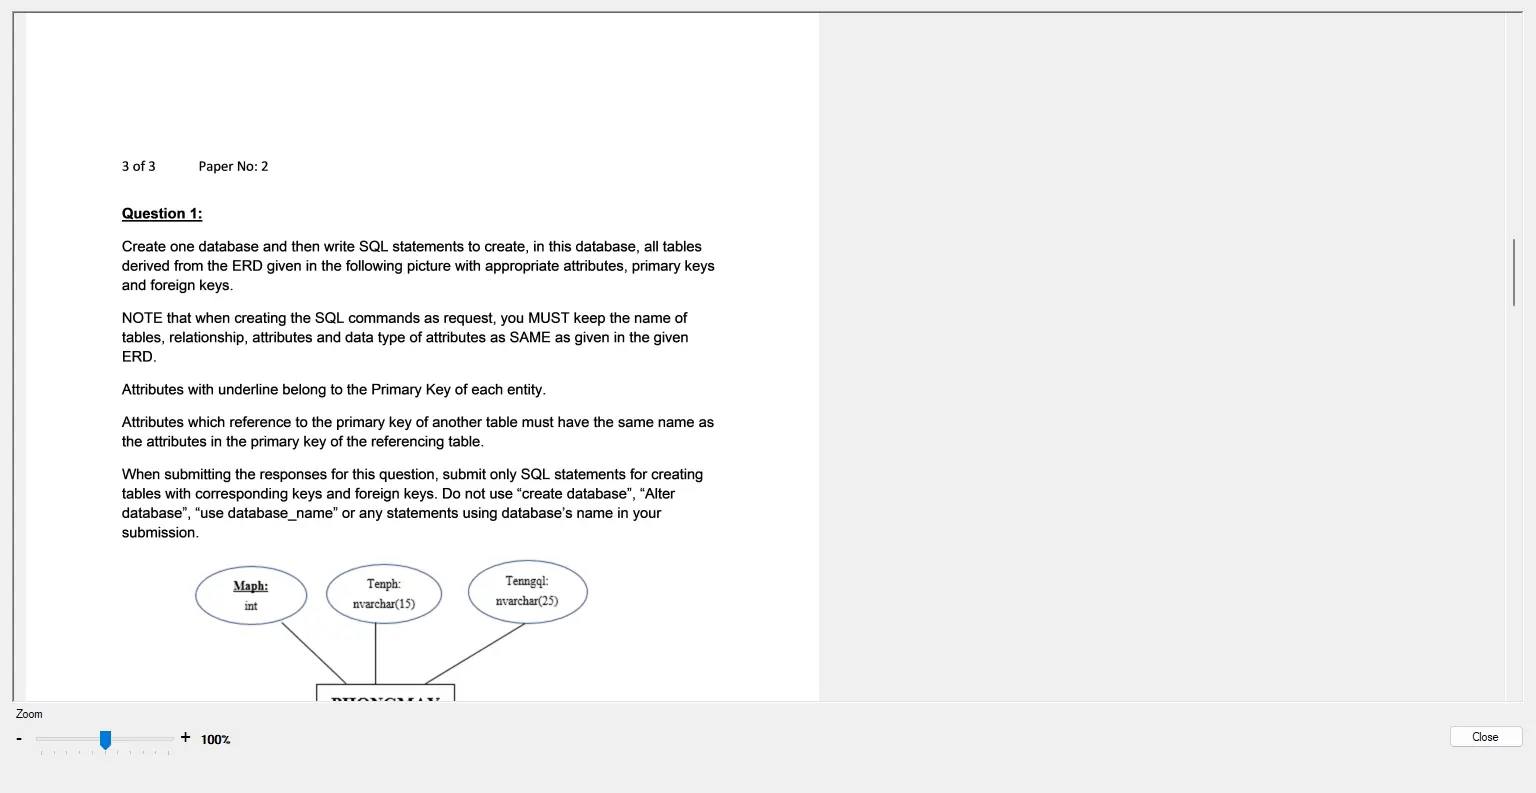 3 of 3 Paper No: 2
Question 1:
Create one database and then write SQL statements to create, in this database, all tables
derived from the ERD given in the following picture with appropriate attributes, primary keys
and foreign keys.
NOTE that when creating the SQL commands as request, you MUST keep the name of
tables, relationship, attributes and data type of attributes as SAME as given in the given
ERD.
Attributes with underline belong to the Primary Key of each entity.
Attributes which reference to the primary key of another table must have the same name as
the attributes in the primary key of the referencing table.
When submitting the responses for this question, submit only SQL statements for creating
tables with corresponding keys and foreign keys. Do not use “create database”, “Alter
database”, “use database_name” or any statements using database’s name in your
submission.
Maph:
int
Tenph:
nvarchar(15)
Tenngql:
nvarchar(25)
PHONGMAY
Zoom
- + 100%
Close